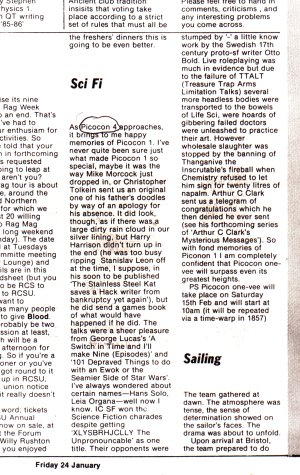 y Stephen
hysics 1.
n QT writing
'85-86'
ise its nine
Rag Week
o an end. That's
've had to
r enthusiasm for
ctivities. So
told that your
n in forthcoming
s requested
ping to leap at
aren't you?
ag tour is about
e, around the
d Northern
for which we
t 20 willing
o Rag Mag
long weekend
nday). The date
d at Tuesdays
mmitte meeting
Lounge) and
ils are in this
dsheet (but you
o be RCS to
to RCSU.
want to
as many people
to give Blood.
robably be two
ssion at least,
h will be a
afternoon for
g. So if you're a
oner or you've
got round to it
up in RCSU,
union notice
it really doesn't
word: tickets
SU Annual
now on sale, at
t the Forum
Willy Rushton
you enjoyed
Ancient club tradition
insists that voting take
place according to a strict
set of rules that must all be
the freshers' dinners this is
going to be even better.
Sci Fi
As Picocon 4 approaches,
it brings to me happy
memories of Picocon 1. I've
never quite been sure just
what made Picocon 1 so
special, maybe it was the
way Mike Morcock just
dropped in, or Christopher
Tolkein sent us an original
one of his father's doodles
by way of an apology for
his absence. It did look,
though, as if there was a
large dirty rain cloud in our
silver lining, but Harry
Harrison didn't turn up in
the end (he was too busy
ripping Stanislav Leon off
at the time, I suppose, in
his soon to be published
'The Stainless Steel Kat
saves a Hack writer from
bankruptcy yet again'), but
he did send a games book
of what would have
happened if he did. The
talks were a sheer pleasure
from George Lucas's 'A
Switch in Time and I'll
make Nine (Episodes)' and
'101 Depraved Things to do
with an Ewok or the
Seamier Side of Star Wars'.
I've always wondered about
certain names—Hans Solo,
Leia Organa—well now I
know. IC SF won the
Science Fiction charades
despite getting
'XLYSBRHJCLLY The
Unpronouncable' as one
title. Their opponents were
Please feel free to hand in
comments, criticisms , and
any interesting problems
you come across.
stumped by '-' a little know
work by the Swedish 17th
century proto-sf writer Otto
Bold. Live roleplaying was
much in evidence but due
to the failure of TTALT
(Treasure Trap Arms
Limitation Talks) several
more headless bodies were
transported to the bowels
of Life Sci, were hoards of
gibbering failed doctors
were unleashed to practice
their art. However
wholesale slaughter was
stopped by the banning of
Thanganive the
Inscrutable's fireball when
Chemistry refused to let
him sign for twenty litres of
napalm. Arthur C Clark
sent us a telegram of
congratulations which he
then denied he ever sent
(see his forthcoming series
of 'Arthur C Clark's
Mysterious Messages'). So
with fond memories of
Piconon 1 I am completely
confident that Picocon one-
vee will surpass even its
greatest heights.
PS Picocon one-vee will
take place on Saturday
15th Feb and will start at
10am (it will be repeated
via a time-warp in 1857)
Sailing
The team gathered at
dawn. The atmosphere was
tense, the sense of
determination showed on
the sailor's faces. The
drama was about to unfold.
Upon arrival at Bristol,
the team prepared to do
Friday 24 January